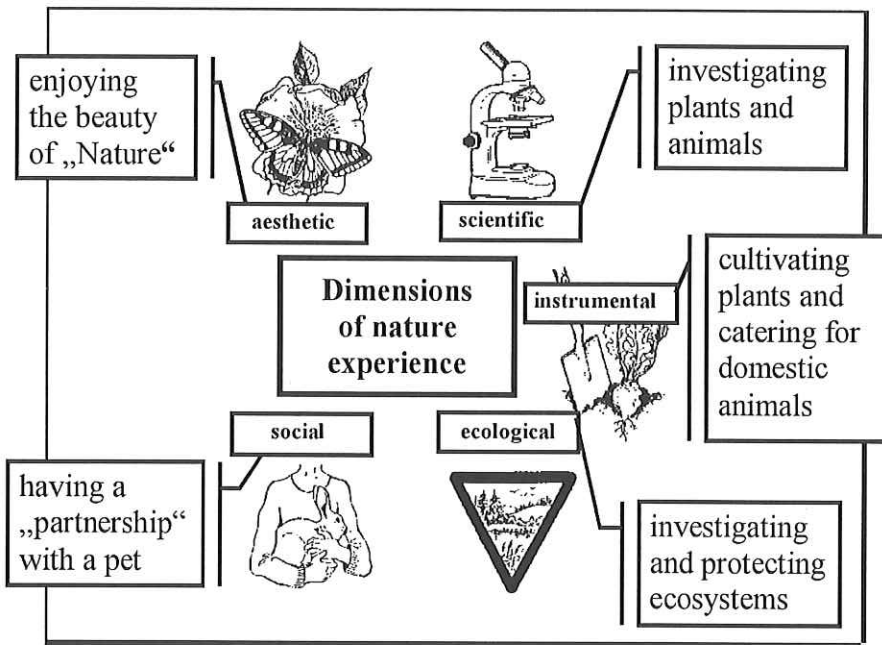 enjoying
the beauty
of „Nature“
aesthetic
scientific
investigating
plants and
animals
Dimensions
of nature
experience
instrumental
cultivating
plants and
catering for
domestic
animals
social
ecological
having a
„partnership“
with a pet
investigating
and protecting
ecosystems